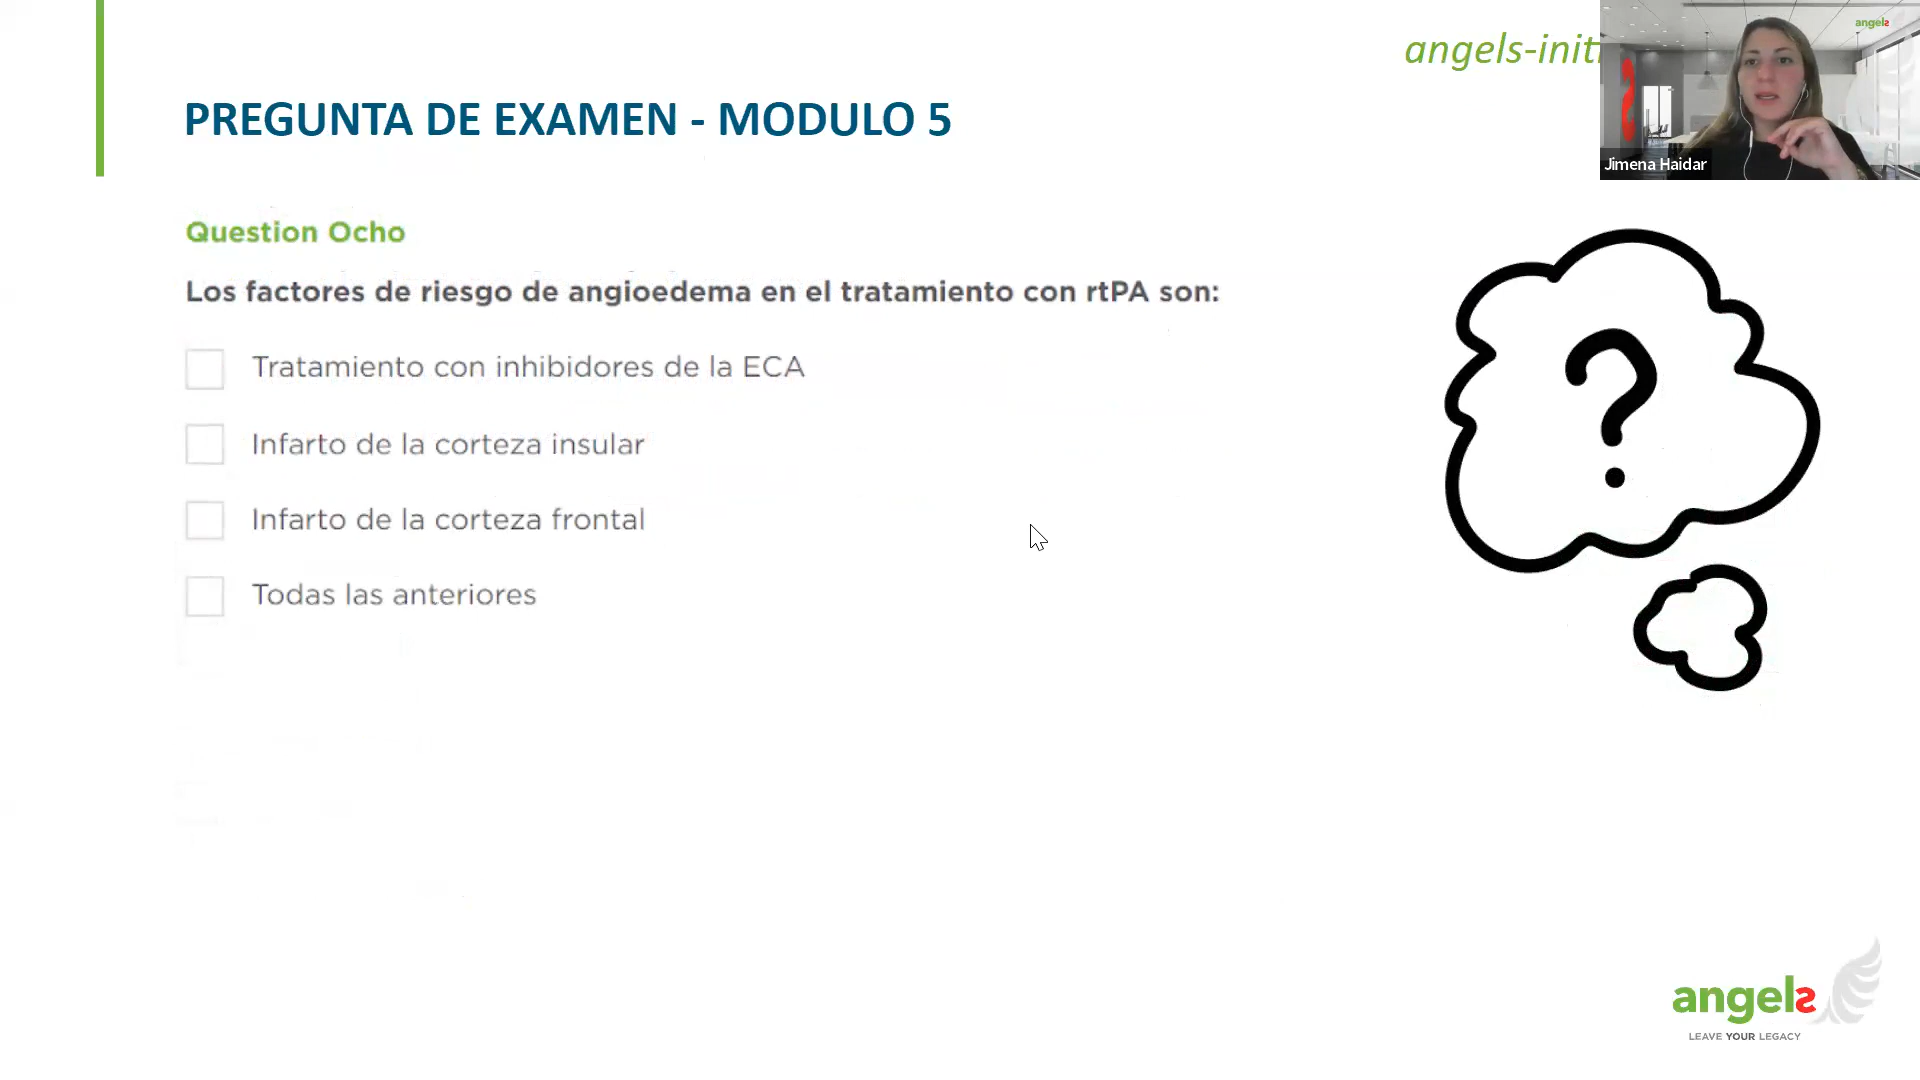 angels-init
angels
PREGUNTA DE EXAMEN - MODULO 5
Jimena Haidar
Question Ocho
Los factores de riesgo de angioedema en el tratamiento con rtPA son:
Tratamiento con inhibidores de la ECA
Infarto de la corteza insular
Infarto de la corteza frontal
Todas las anteriores
?
angels
LEAVE YOUR LEGACY